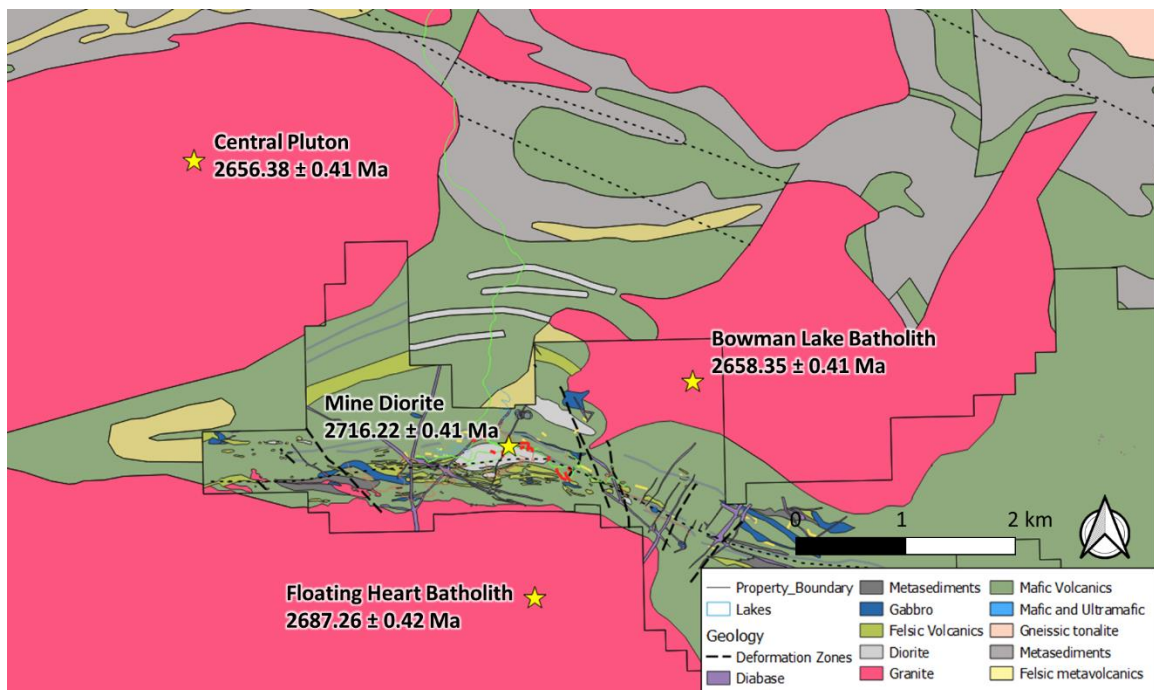 Central Pluton
2656.38 ± 0.41 Ma
Bowman Lake Batholith
2658.35 ± 0.41 Ma
Mine Diorite
2716.22 ± 0.41 Ma
Floating Heart Batholith
2687.26 ± 0.42 Ma
0 1 2 km
Property_Boundary
Lakes
Geology
Deformation Zones
Diabase
Metasediments
Gabbro
Felsic Volcanics
Diorite
Granite
Mafic Volcanics
Mafic and Ultramafic
Gneissic tonalite
Metasediments
Felsic metavolcanics